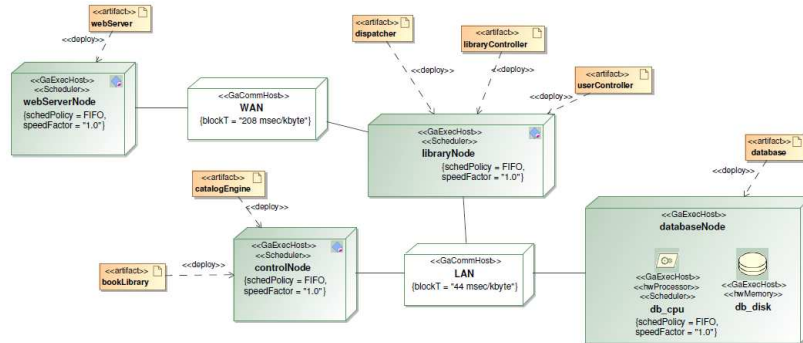 <<artifact>>
webServer
<<deploy>>
<<GaExecHost>>
<<Scheduler>>
webServerNode
{schedPolicy = FIFO,
speedFactor = "1.0"}
<<GaCommHost>>
WAN
{blockT = "208 msec/kbyte"}
<<artifact>>
dispatcher
<<deploy>>
<<artifact>>
libraryController
<<deploy>>
<<artifact>>
userController
<<deploy>>
<<GaExecHost>>
<<Scheduler>>
libraryNode
{schedPolicy = FIFO,
speedFactor = "1.0"}
<<artifact>>
database
<<deploy>>
<<artifact>>
catalogEngine
<<deploy>>
<<artifact>>
bookLibrary
<<deploy>>
<<GaExecHost>>
<<Scheduler>>
controlNode
{schedPolicy = FIFO,
speedFactor = "1.0"}
<<GaCommHost>>
LAN
{blockT = "44 msec/kbyte"}
<<GaExecHost>>
databaseNode
<<GaExecHost>>
<<hwProcessor>>
<<Scheduler>>
db_cpu
{schedPolicy = FIFO,
speedFactor = "1.0"}
<<GaExecHost>>
<<hwMemory>>
db_disk